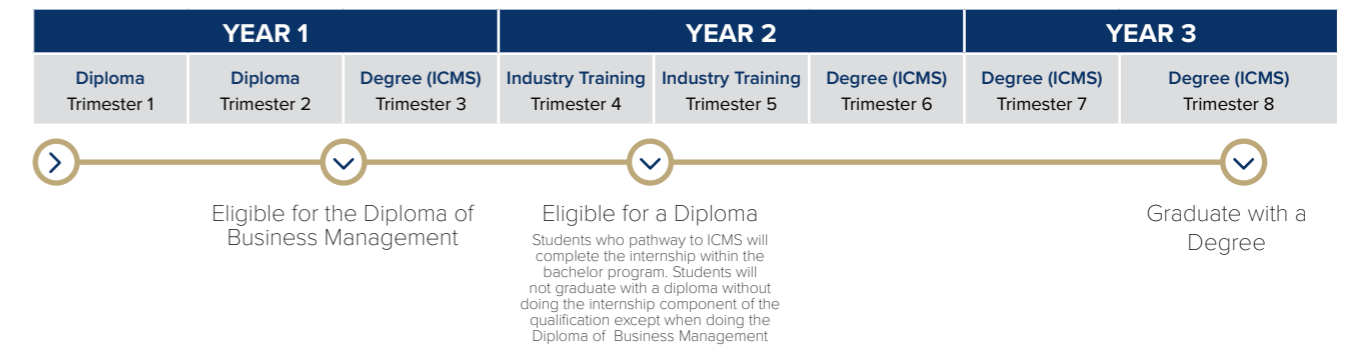 YEAR 1
YEAR 2
YEAR 3
Diploma
Trimester 1
Diploma
Trimester 2
Degree (ICMS)
Trimester 3
Industry Training
Trimester 4
Industry Training
Trimester 5
Degree (ICMS)
Trimester 6
Degree (ICMS)
Trimester 7
Degree (ICMS)
Trimester 8
Eligible for the Diploma of
Business Management
Eligible for a Diploma
Students who pathway to ICMS will
complete the internship within the
bachelor program. Students will
not graduate with a diploma without
doing the internship component of the
qualification except when doing the
Diploma of Business Management
Graduate with a
Degree